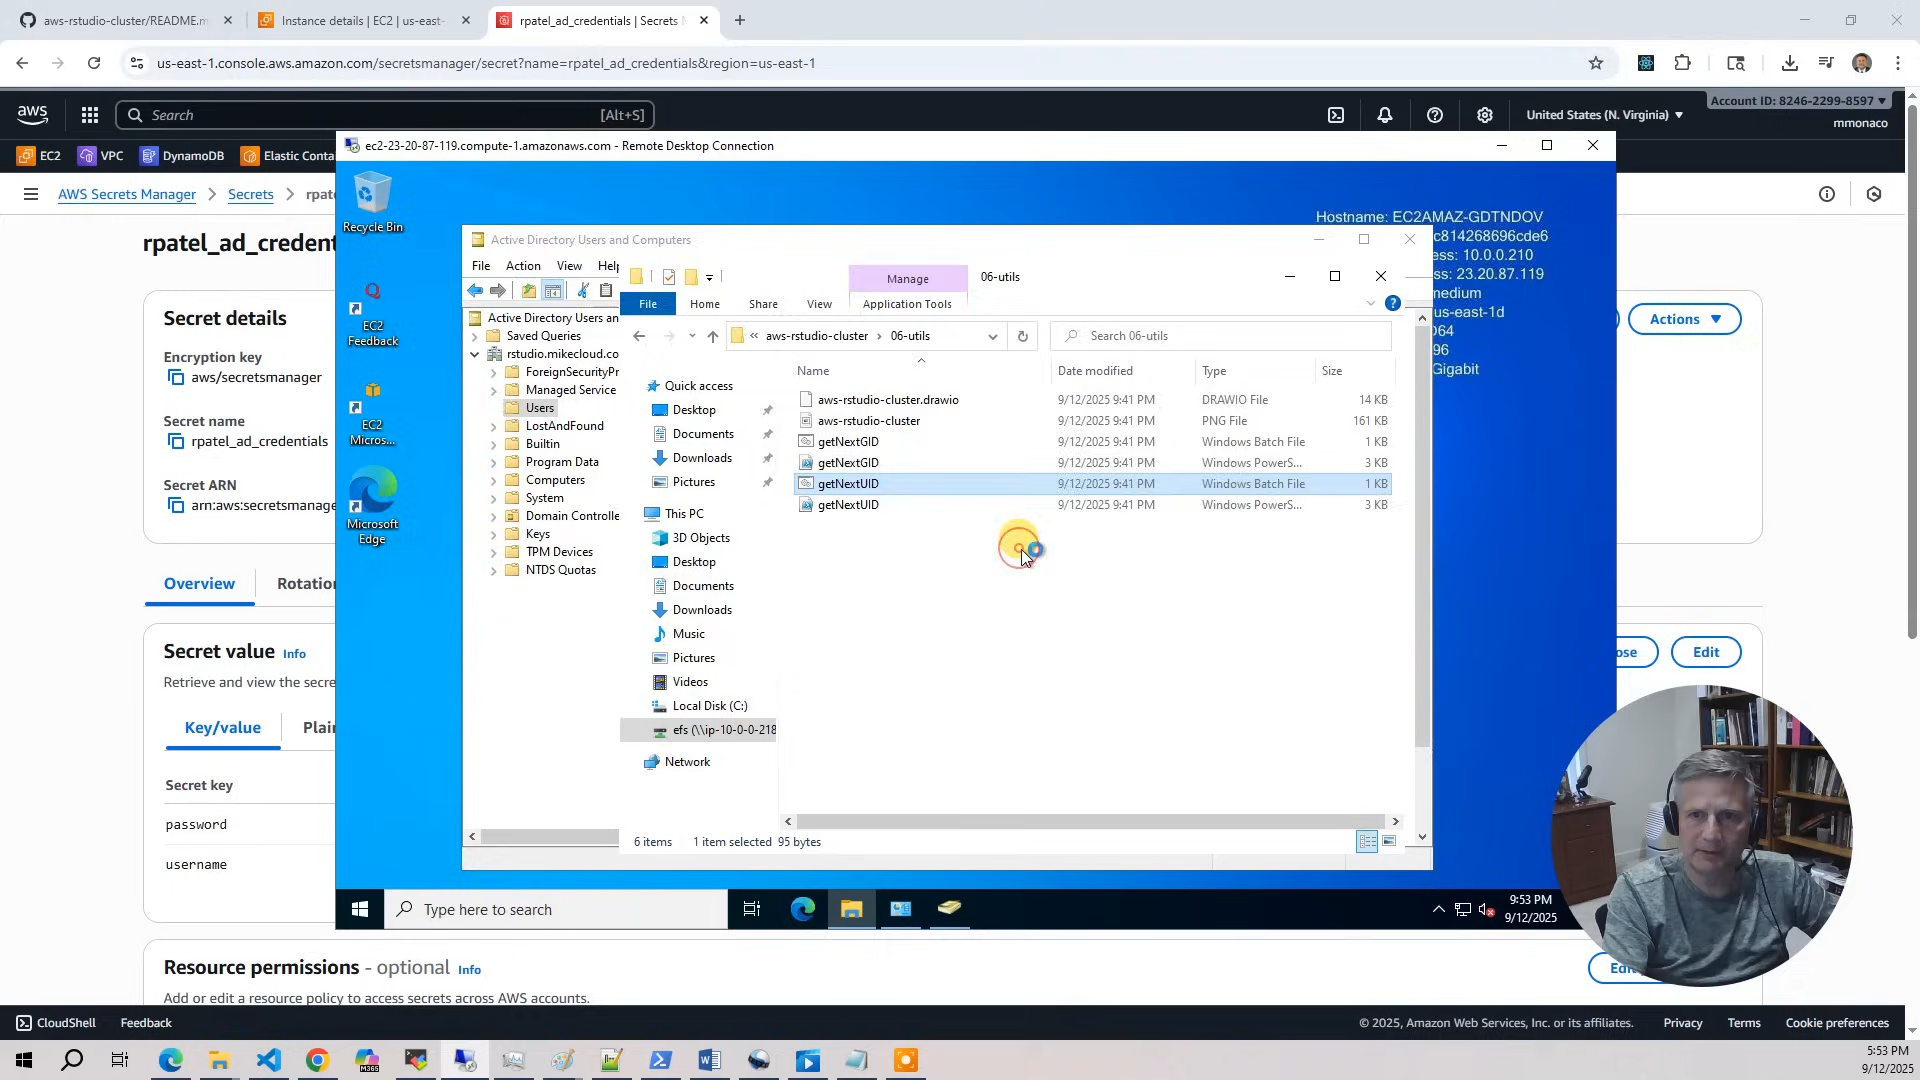 aws-rstudio-cluster/README.m
Instance details | EC2 | us-east-
rpatel_ad_credentials | Secrets M
us-east-1.console.aws.amazon.com/secretsmanager/secret?name=rpatel_ad_credentials&region=us-east-1
aws
Search
[Alt+S]
United States (N. Virginia)
Account ID: 8246-2299-8597
mmonaco
EC2
VPC
DynamoDB
Elastic Conta
AWS Secrets Manager
Secrets
rpate
rpatel_ad_credent
Secret details
Actions
Encryption key
aws/secretsmanager
Secret name
rpatel_ad_credentials
Secret ARN
arn:aws:secretsmanage
Overview
Rotation
Secret value Info
Retrieve and view the secre
ose
Edit
Key/value
Plain
Secret key
password
username
Resource permissions - optional Info
Add or edit a resource policy to access secrets across AWS accounts.
CloudShell
Feedback
© 2025, Amazon Web Services, Inc. or its affiliates.
Privacy
Terms
Cookie preferences
5:53 PM
9/12/2025
ec2-23-20-87-119.compute-1.amazonaws.com - Remote Desktop Connection
Recycle Bin
EC2
Feedback
EC2
Micros...
Microsoft
Edge
Hostname: EC2AMAZ-GDTNDOV
c814268696cde6
ess: 10.0.0.210
ss: 23.20.87.119
medium
us-east-1d
D64
96
Gigabit
Active Directory Users and Computers
File
Action
View
Help
Active Directory Users an
Saved Queries
rstudio.mikecloud.co
ForeignSecurityPr
Managed Service
Users
LostAndFound
Builtin
Program Data
Computers
System
Domain Controlle
Keys
TPM Devices
NTDS Quotas
Manage
06-utils
File
Home
Share
View
Application Tools
« aws-rstudio-cluster › 06-utils
Search 06-utils
Quick access
Desktop
Documents
Downloads
Pictures
This PC
3D Objects
Desktop
Documents
Downloads
Music
Pictures
Videos
Local Disk (C:)
efs (\\ip-10-0-0-218
Network
Name
Date modified
Type
Size
aws-rstudio-cluster.drawio 9/12/2025 9:41 PM DRAWIO File 14 KB
aws-rstudio-cluster 9/12/2025 9:41 PM PNG File 161 KB
getNextGID 9/12/2025 9:41 PM Windows Batch File 1 KB
getNextGID 9/12/2025 9:41 PM Windows PowerS... 3 KB
getNextUID 9/12/2025 9:41 PM Windows Batch File 1 KB
getNextUID 9/12/2025 9:41 PM Windows PowerS... 3 KB
6 items 1 item selected 95 bytes
Type here to search
9:53 PM
9/12/2025